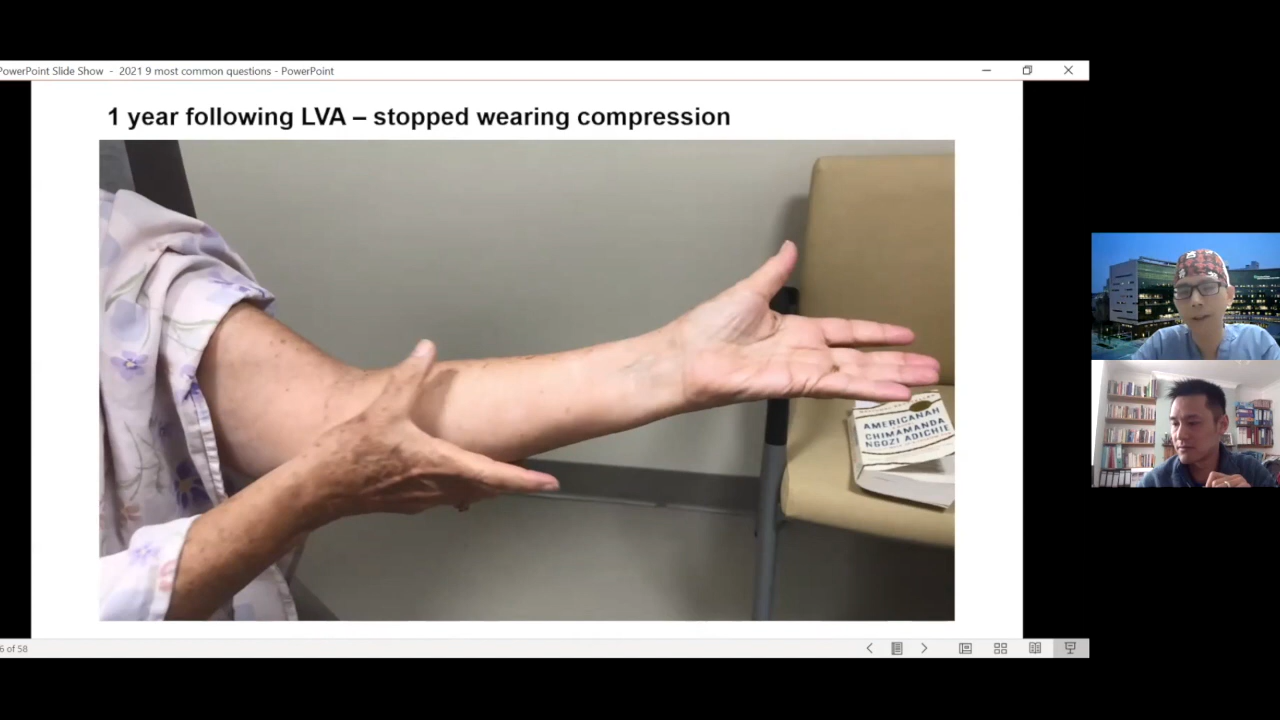 PowerPoint Slide Show - 2021 9 most common questions - PowerPoint
1 year following LVA – stopped wearing compression
AMERICANAH
CHIMAMANDA
NGOZI ADICHIE
6 of 58